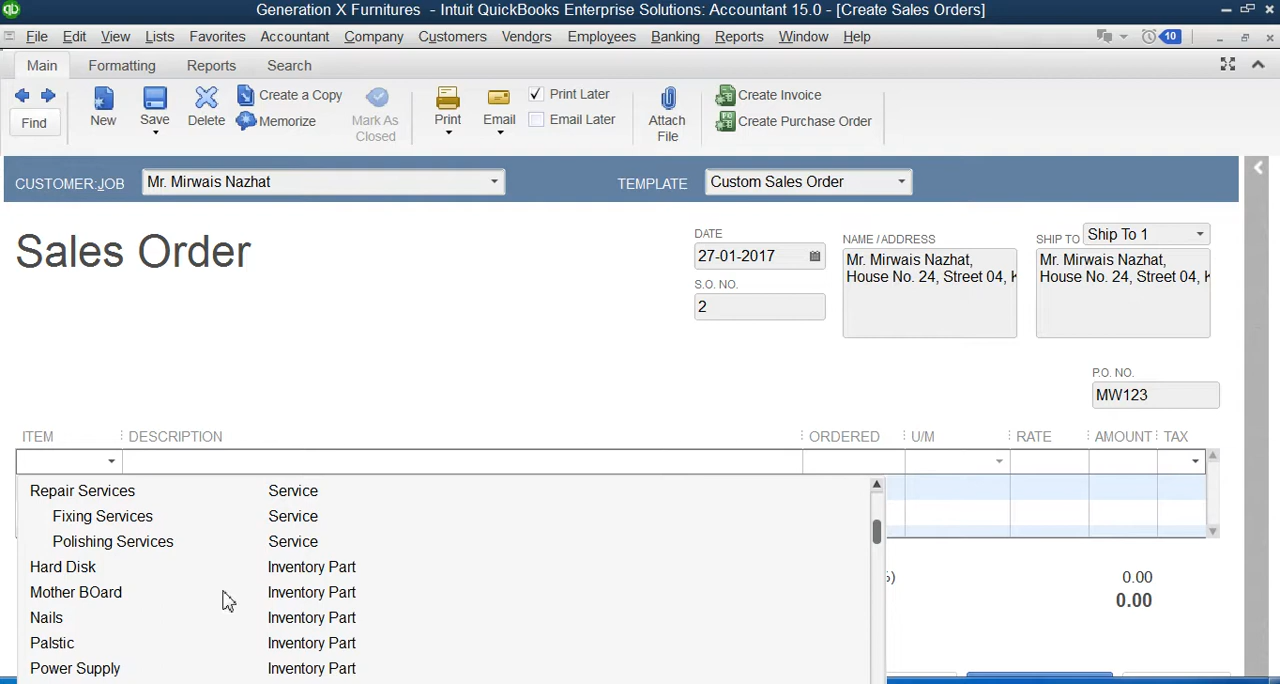 Generation X Furnitures - Intuit QuickBooks Enterprise Solutions: Accountant 15.0 - [Create Sales Orders]
File Edit View Lists Favorites Accountant Company Customers Vendors Employees Banking Reports Window Help 10
Main Formatting Reports Search
Find New Save Delete Create a Copy Memorize Mark As Closed Print Email Print Later Email Later Attach File Create Invoice Create Purchase Order
CUSTOMER:JOB Mr. Mirwais Nazhat TEMPLATE Custom Sales Order
Sales Order
DATE
27-01-2017
S.O. NO.
2
NAME / ADDRESS
Mr. Mirwais Nazhat,
House No. 24, Street 04, K
SHIP TO Ship To 1
Mr. Mirwais Nazhat,
House No. 24, Street 04, K
P.O. NO.
MW123
ITEM DESCRIPTION ORDERED U/M RATE AMOUNT TAX
Repair Services Service
Fixing Services Service
Polishing Services Service
Hard Disk Inventory Part
Mother BOard Inventory Part
Nails Inventory Part
Palstic Inventory Part
Power Supply Inventory Part
0.00
0.00